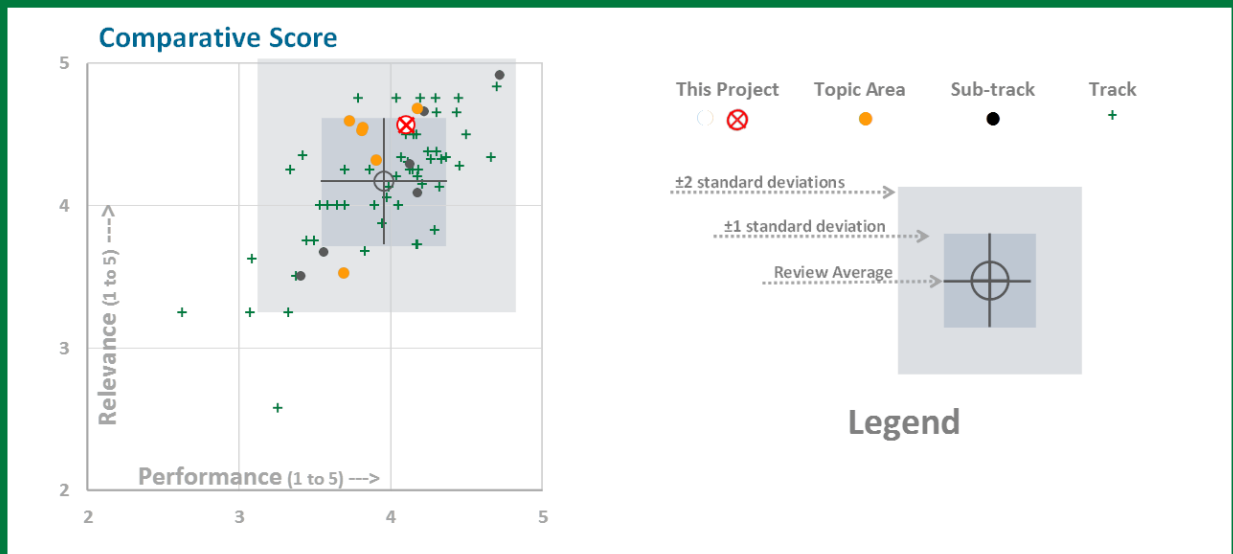 Comparative Score
5
4
3
2
2
3
4
5
Relevance (1 to 5) --->
Performance (1 to 5) --->
This Project
Topic Area
Sub-track
Track
±2 standard deviations
±1 standard deviation
Review Average
Legend